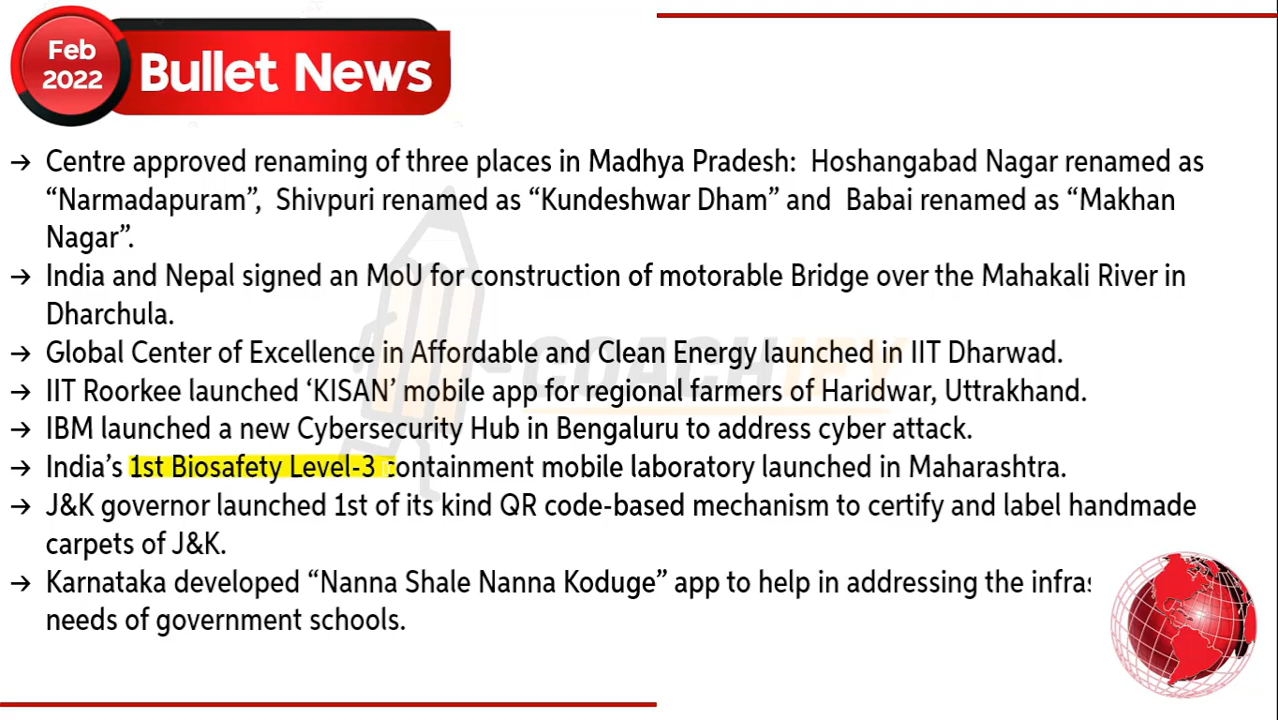 Feb
2022
Bullet News
→ Centre approved renaming of three places in Madhya Pradesh: Hoshangabad Nagar renamed as
“Narmadapuram”, Shivpuri renamed as “Kundeshwar Dham” and Babai renamed as “Makhan
Nagar”.
→ India and Nepal signed an MoU for construction of motorable Bridge over the Mahakali River in
Dharchula.
→ Global Center of Excellence in Affordable and Clean Energy launched in IIT Dharwad.
→ IIT Roorkee launched ‘KISAN’ mobile app for regional farmers of Haridwar, Uttrakhand.
→ IBM launched a new Cybersecurity Hub in Bengaluru to address cyber attack.
→ India’s 1st Biosafety Level-3 containment mobile laboratory launched in Maharashtra.
→ J&K governor launched 1st of its kind QR code-based mechanism to certify and label handmade
carpets of J&K.
→ Karnataka developed “Nanna Shale Nanna Koduge” app to help in addressing the
needs of government schools.